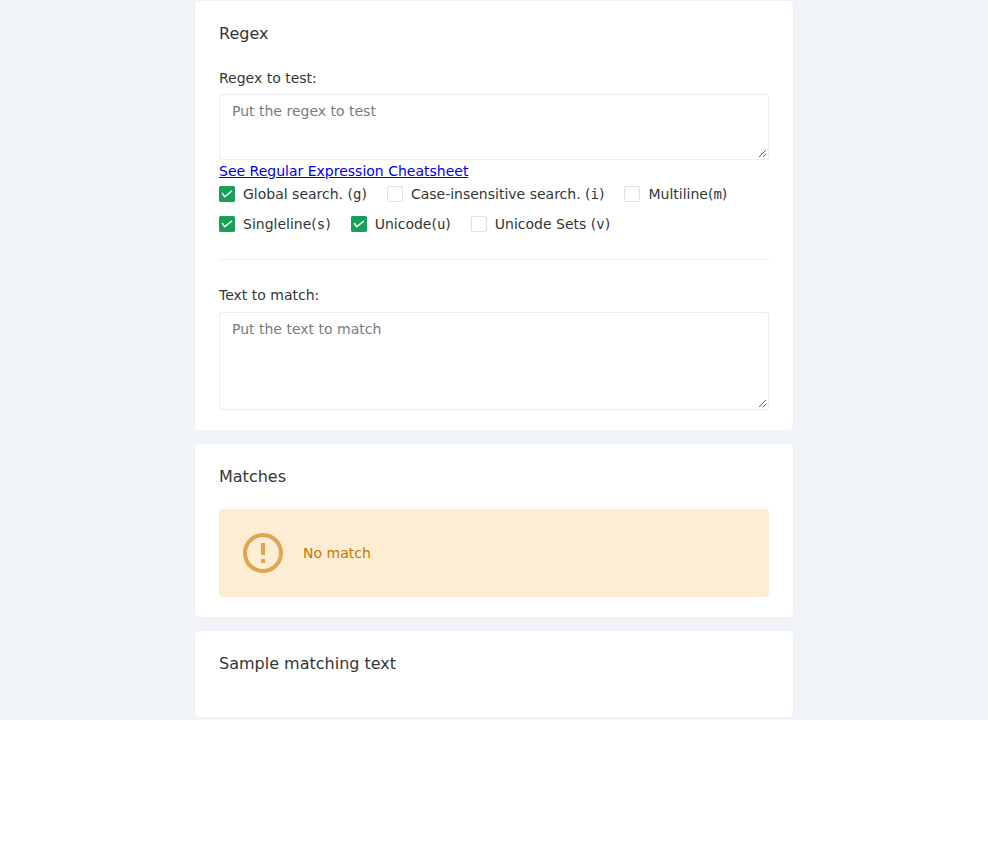 Regex
Regex to test:
Put the regex to test
See Regular Expression Cheatsheet
Global search. (g) Case-insensitive search. (i) Multiline(m)
Singleline(s) Unicode(u) Unicode Sets (v)
Text to match:
Put the text to match
Matches
No match
Sample matching text